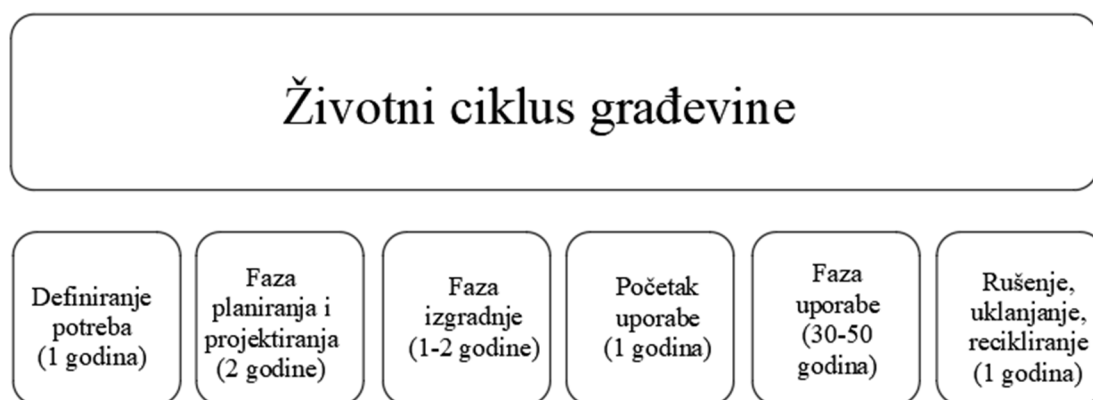 Životni ciklus građevine
Definiranje
potreba
(1 godina)
Faza
planiranja i
projektiranja
(2 godine)
Faza
izgradnje
(1-2 godine)
Početak
uporabe
(1 godina)
Faza
uporabe
(30-50
godina)
Rušenje,
uklanjanje,
recikliranje
(1 godina)